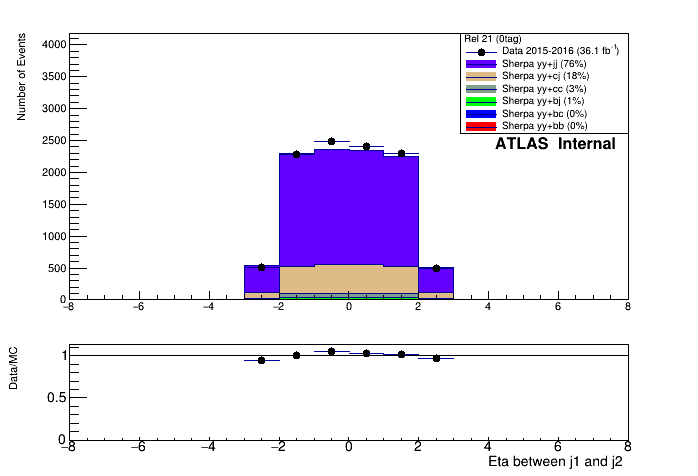 Number of Events
4000
3500
3000
2500
2000
1500
1000
500
0
−8 −6 −4 −2 0 2 4 6 8
Rel 21 (0tag)
Data 2015-2016 (36.1 fb⁻¹)
Sherpa yy+jj (76%)
Sherpa yy+cj (18%)
Sherpa yy+cc (3%)
Sherpa yy+bj (1%)
Sherpa yy+bc (0%)
Sherpa yy+bb (0%)
ATLAS Internal
Data/MC
1
0.5
0
−8 −6 −4 −2 0 2 4 6 8
Eta between j1 and j2